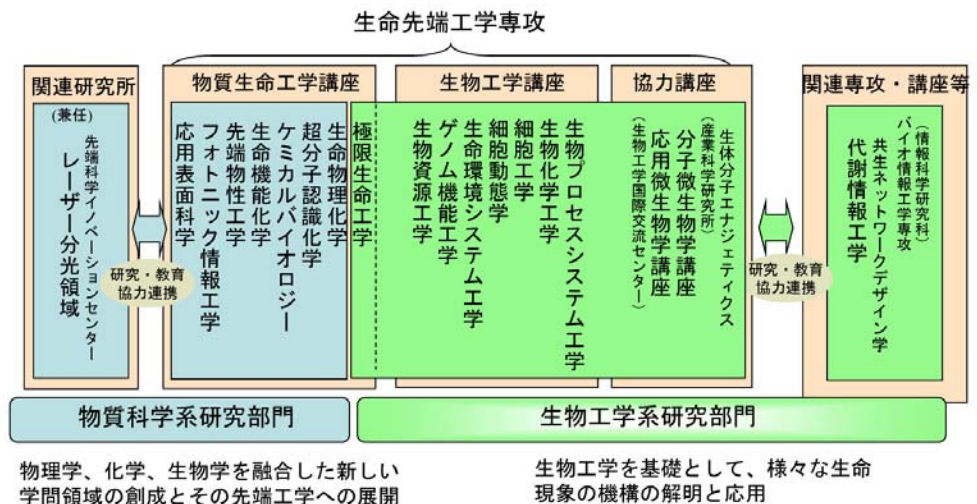 生命先端工学専攻
関連研究所
(兼任)
先端科学イノベーションセンター
レーザー分光領域
研究・教育
協力連携
物質生命工学講座
極限生命工学
生命物理化学
超分子認識化学
ケミカルバイオロジー
生命機能化学
先端物性工学
フォトニック情報工学
応用表面科学
生物工学講座
生物プロセスシステム工学
生物化学工学
細胞工学
細胞動態学
生命環境システム工学
ゲノム機能工学
生物資源工学
協力講座
生体分子エナジェティクス
(産業科学研究所)
分子微生物学講座
応用微生物学講座
(生物工学国際交流センター)
研究・教育
協力連携
関連専攻・講座等
(情報科学研究科)
バイオ情報工学専攻
共生ネットワークデザイン学
代謝情報工学
物質科学系研究部門
生物工学系研究部門
物理学、化学、生物学を融合した新しい
学問領域の創成とその先端工学への展開
生物工学を基礎として、様々な生命
現象の機構の解明と応用